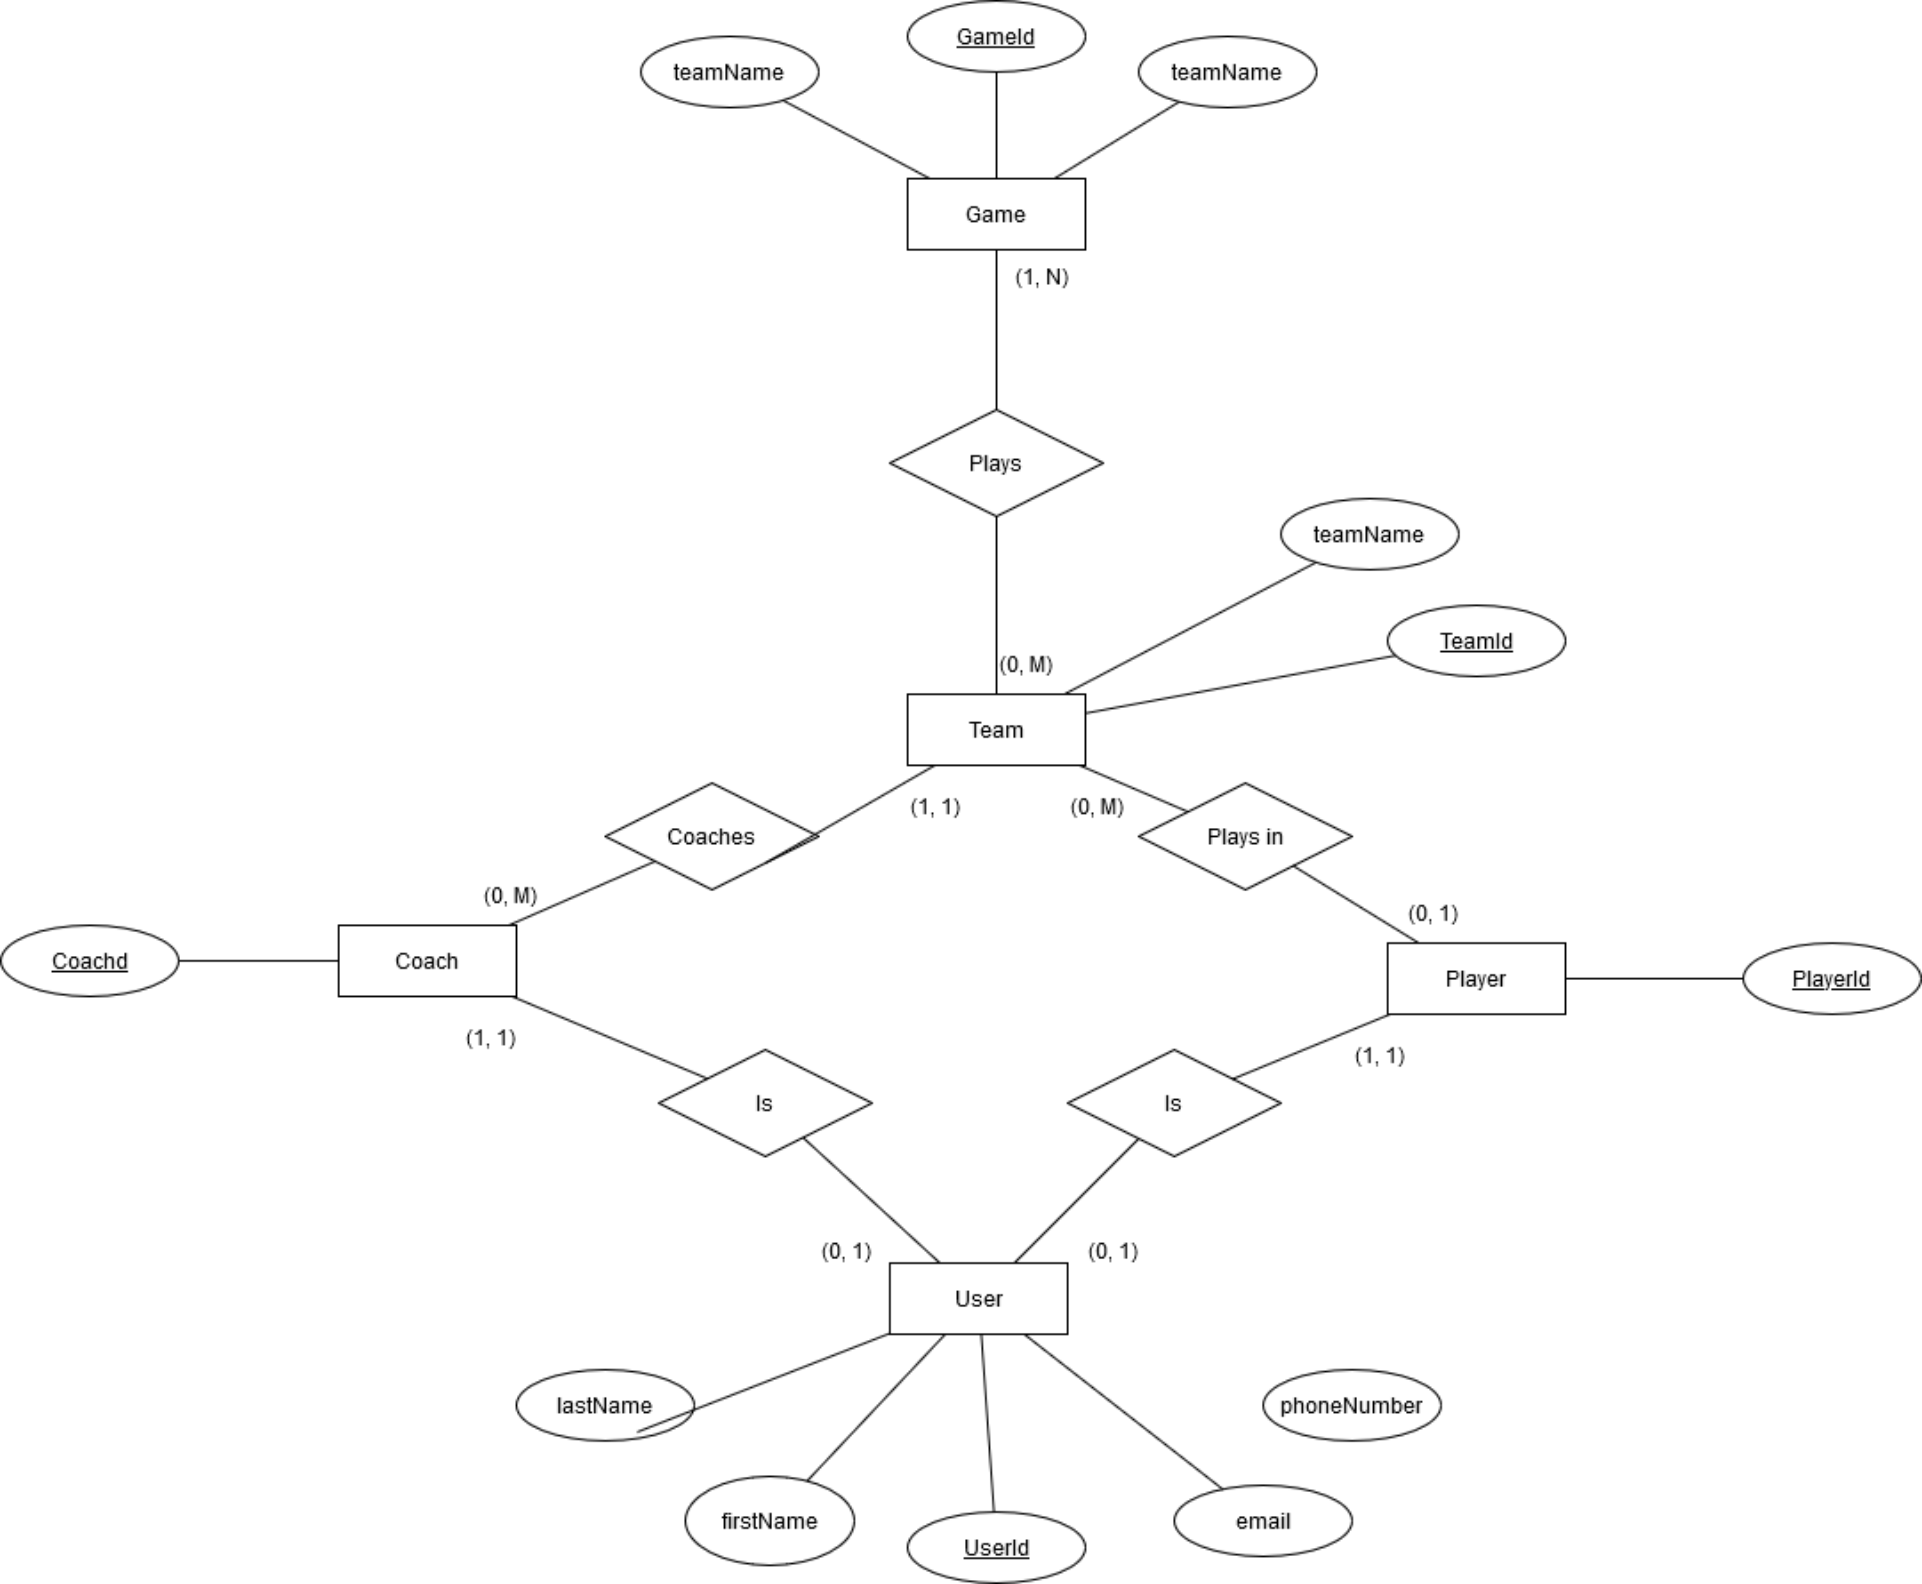 GameId
teamName
teamName
Game
(1, N)
Plays
teamName
TeamId
(0, M)
Team
(1, 1)
(0, M)
Coaches
Plays in
(0, M)
(0, 1)
Coachd
Coach
Player
PlayerId
(1, 1)
(1, 1)
Is
Is
(0, 1)
(0, 1)
User
lastName
phoneNumber
firstName
email
UserId